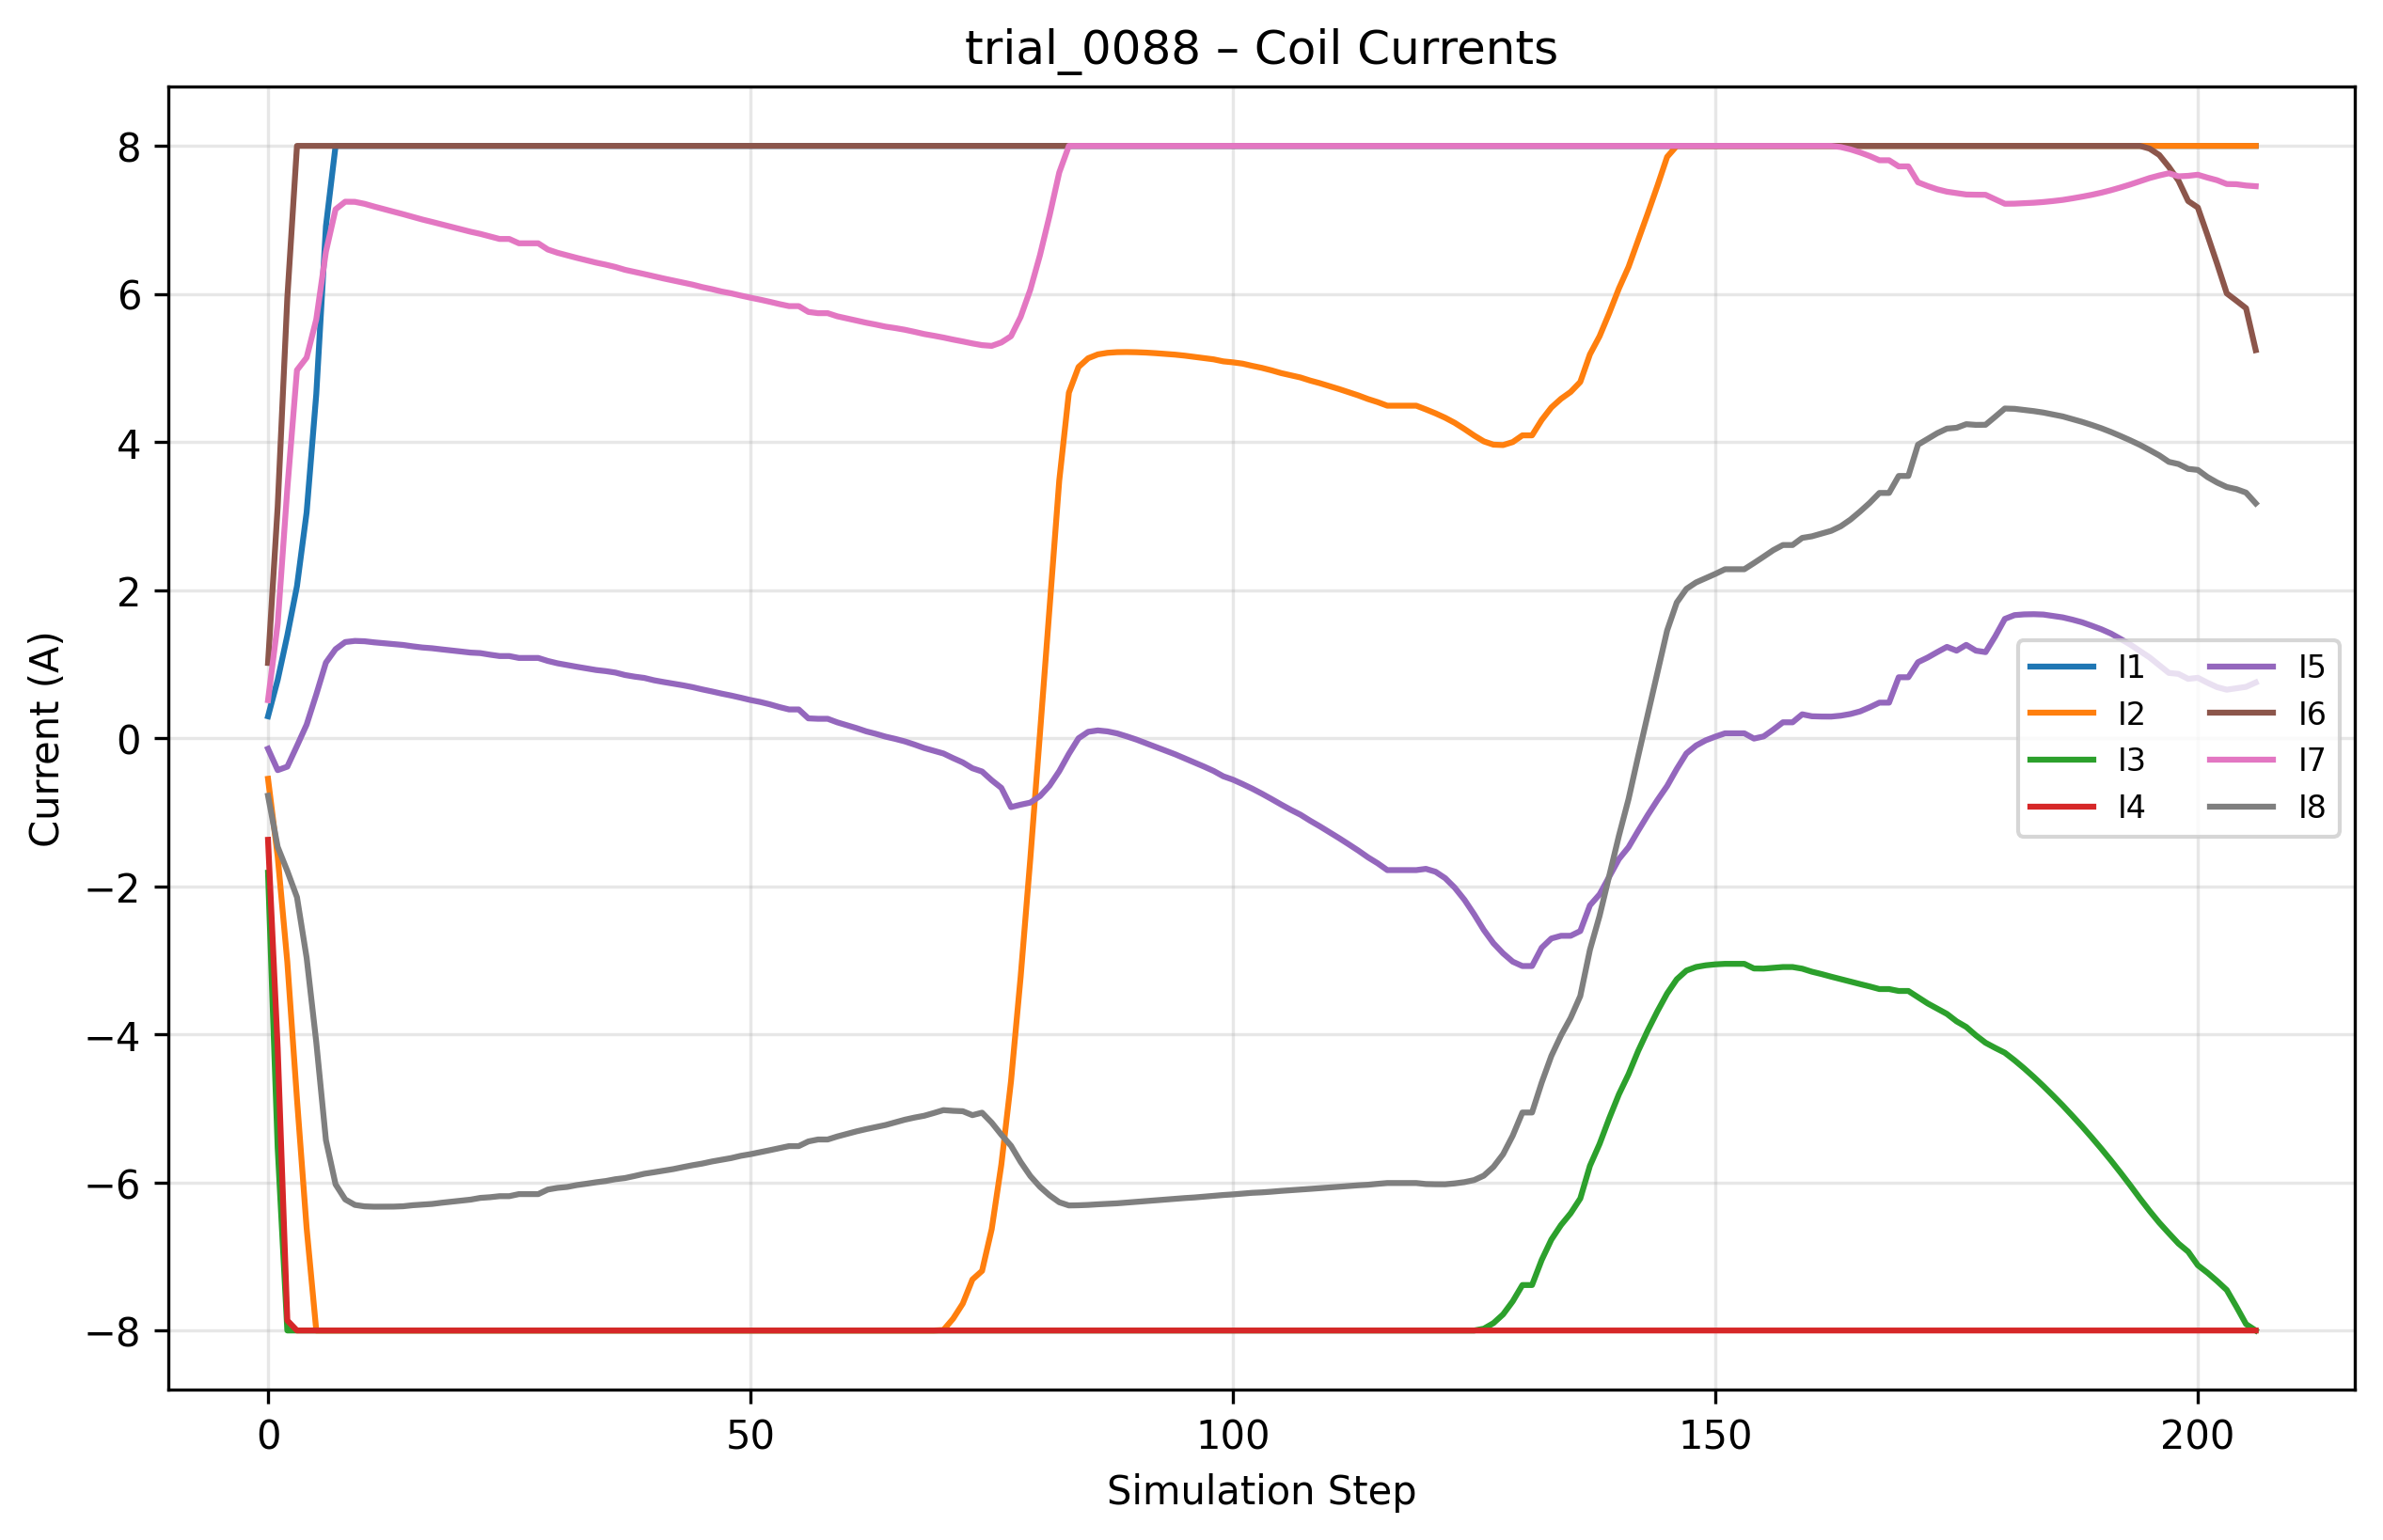 trial_0088 – Coil Currents
Current (A)
8
6
4
2
0
−2
−4
−6
−8
I1
I2
I3
I4
I5
I6
I7
I8
0
50
100
150
200
Simulation Step